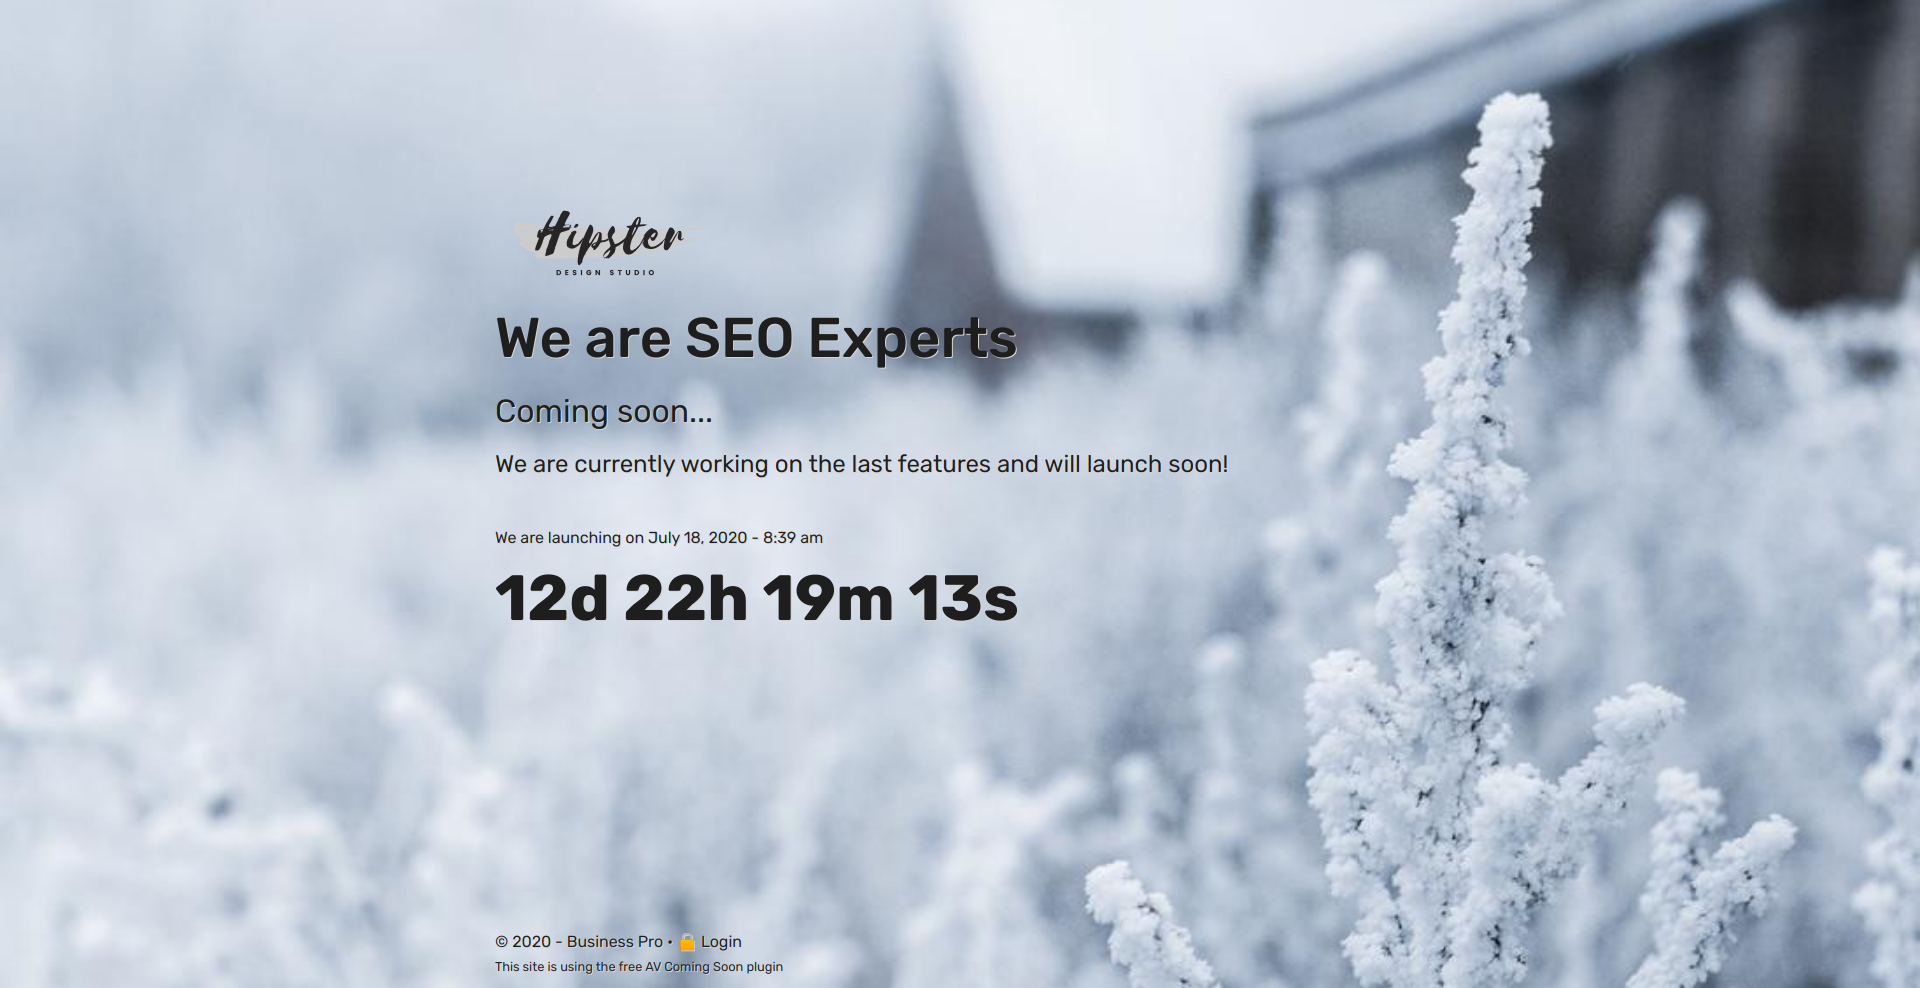 Hipster
DESIGN STUDIO
We are SEO Experts
Coming soon...
We are currently working on the last features and will launch soon!
We are launching on July 18, 2020 - 8:39 am
12d 22h 19m 13s
© 2020 - Business Pro • 🔒 Login
This site is using the free AV Coming Soon plugin